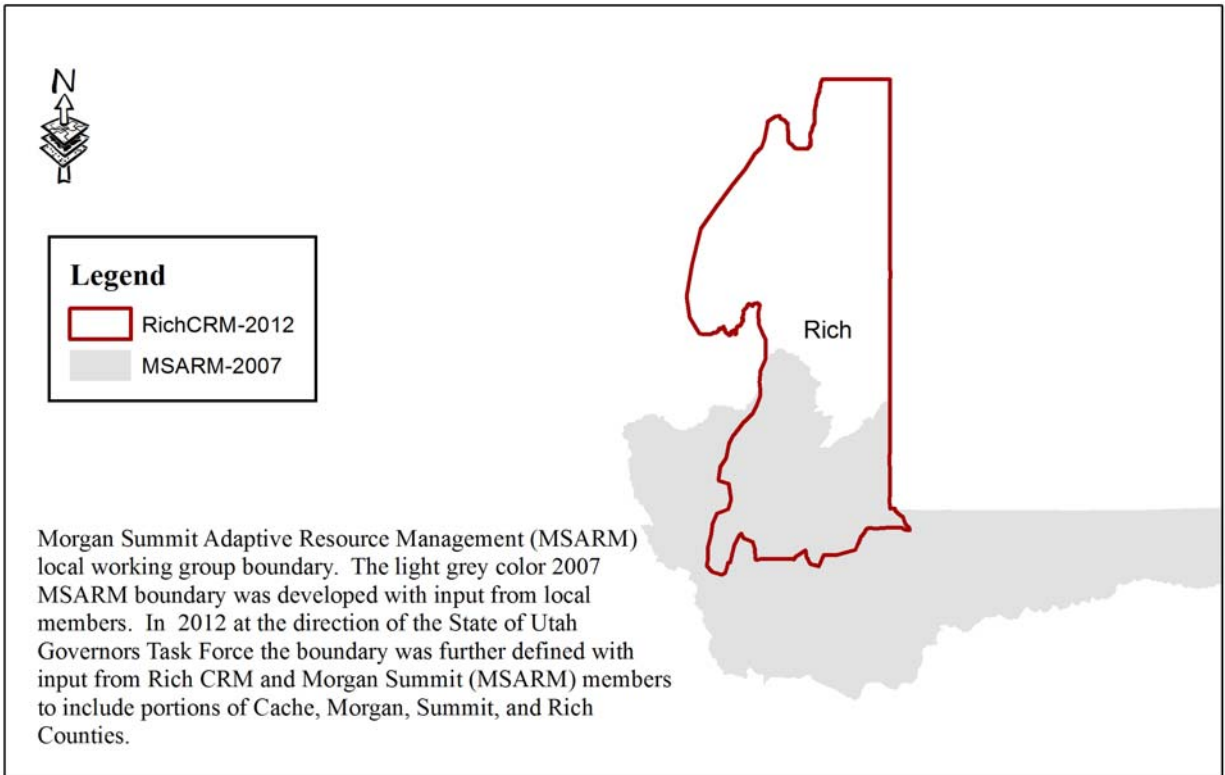 N
Legend
RichCRM-2012
MSARM-2007
Rich
Morgan Summit Adaptive Resource Management (MSARM)
local working group boundary.  The light grey color 2007
MSARM boundary was developed with input from local
members.  In  2012 at the direction of the State of Utah
Governors Task Force the boundary was further defined with
input from Rich CRM and Morgan Summit (MSARM) members
to include portions of Cache, Morgan, Summit, and Rich
Counties.